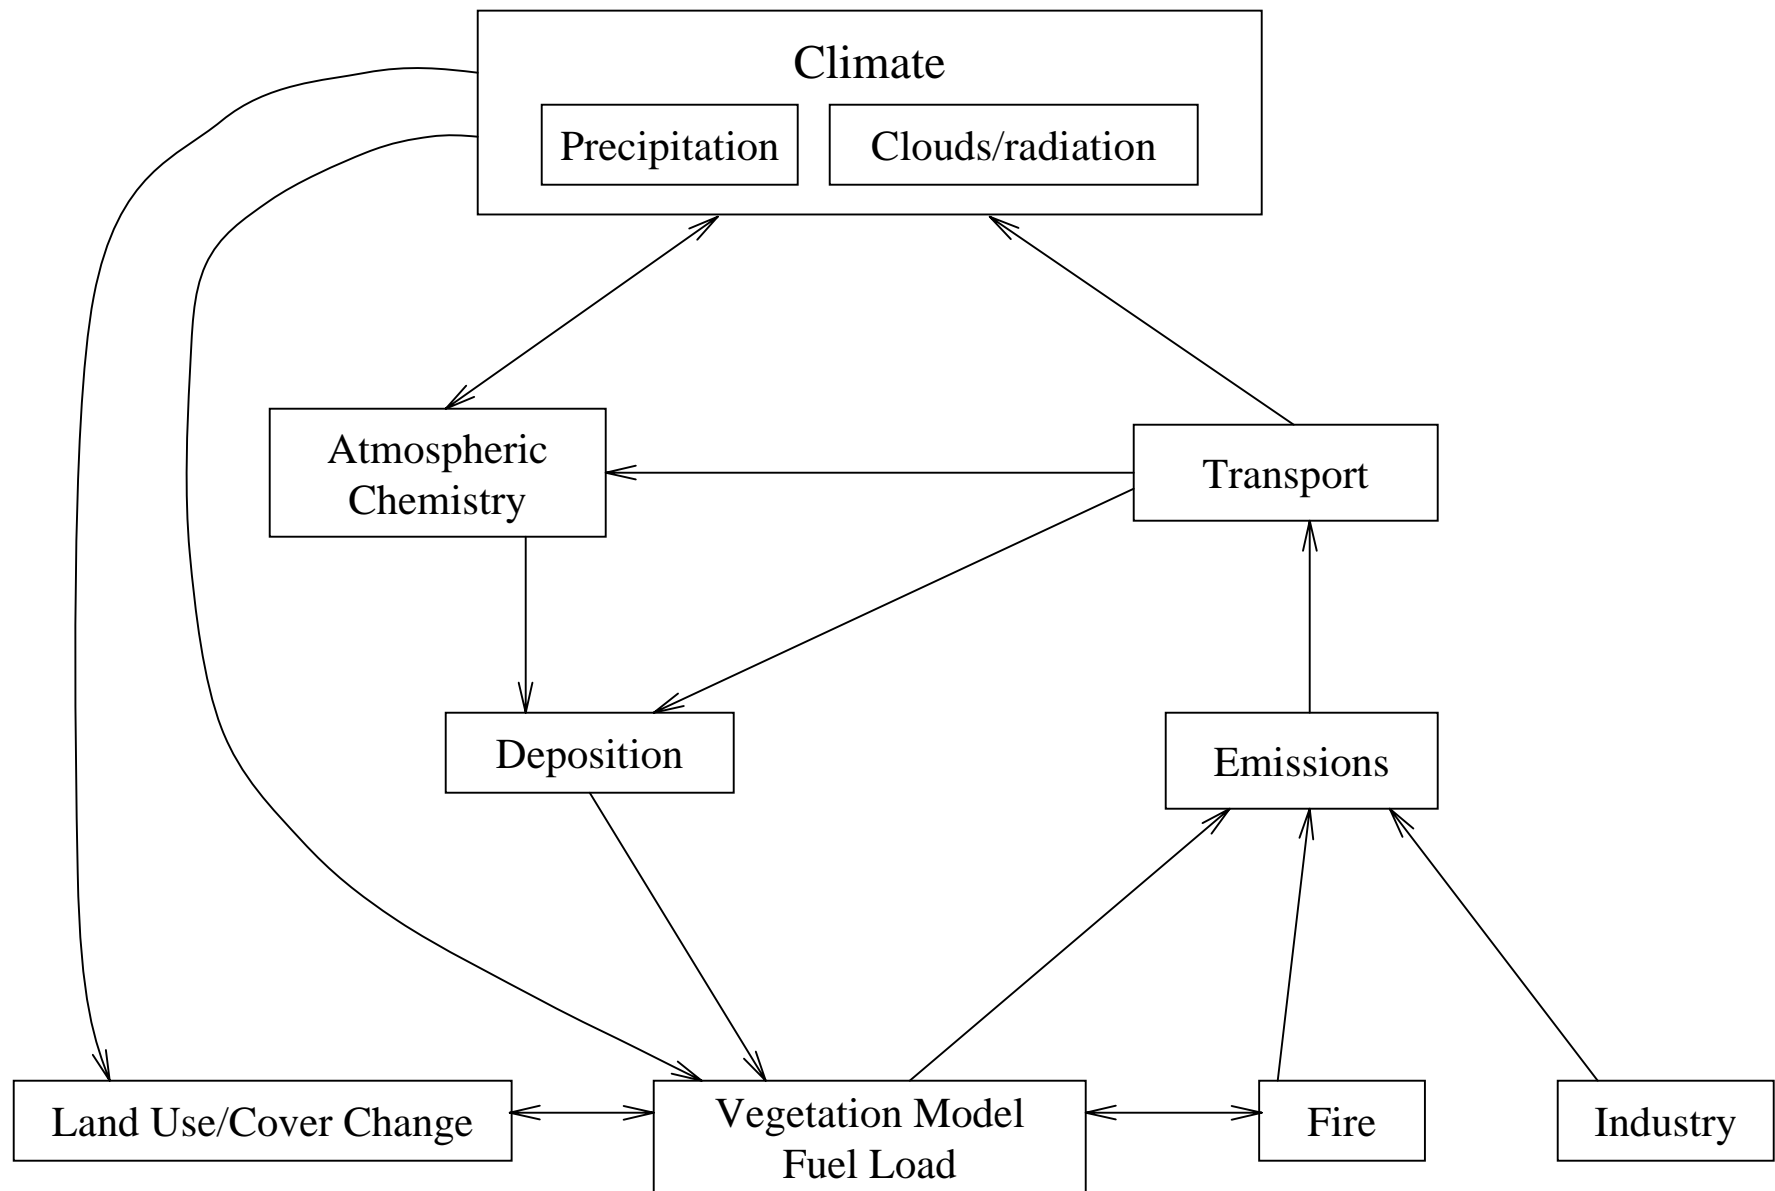 Climate
Precipitation
Clouds/radiation
Atmospheric
Chemistry
Transport
Deposition
Emissions
Land Use/Cover Change
Vegetation Model
Fuel Load
Fire
Industry